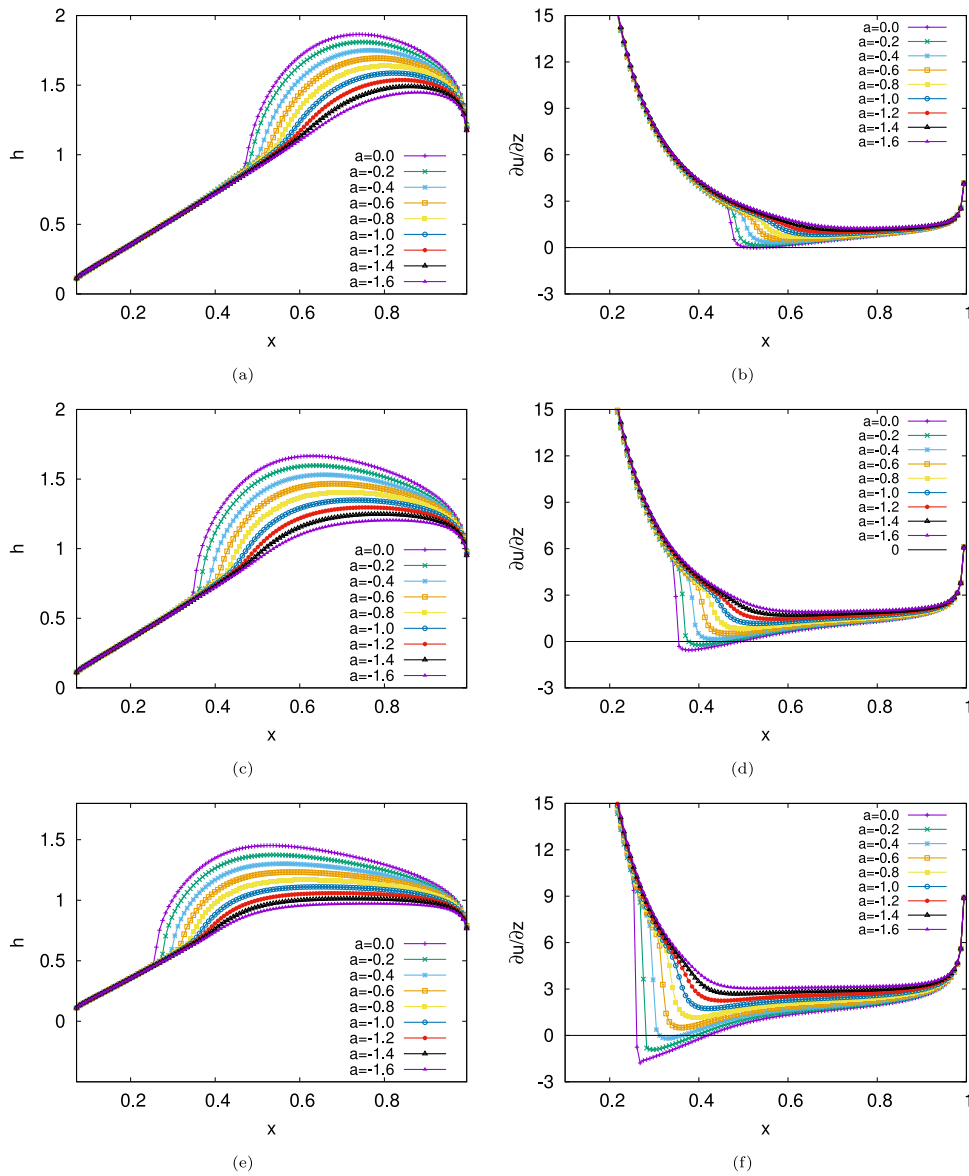 2
1.5
h
1
0.5
0
a=0.0
a=-0.2
a=-0.4
a=-0.6
a=-0.8
a=-1.0
a=-1.2
a=-1.4
a=-1.6
0.2 0.4 0.6 0.8
x
(a)
15
12
9
∂u/∂z
6
3
0
-3
a=0.0
a=-0.2
a=-0.4
a=-0.6
a=-0.8
a=-1.0
a=-1.2
a=-1.4
a=-1.6
0.2 0.4 0.6 0.8 1
x
(b)
2
1.5
h
1
0.5
0
a=0.0
a=-0.2
a=-0.4
a=-0.6
a=-0.8
a=-1.0
a=-1.2
a=-1.4
a=-1.6
0.2 0.4 0.6 0.8
x
(c)
15
12
9
∂u/∂z
6
3
0
-3
a=0.0
a=-0.2
a=-0.4
a=-0.6
a=-0.8
a=-1.0
a=-1.2
a=-1.4
a=-1.6
0
0.2 0.4 0.6 0.8 1
x
(d)
1.5
1
h
0.5
0
a=0.0
a=-0.2
a=-0.4
a=-0.6
a=-0.8
a=-1.0
a=-1.2
a=-1.4
a=-1.6
0.2 0.4 0.6 0.8
x
(e)
15
12
9
∂u/∂z
6
3
0
-3
a=0.0
a=-0.2
a=-0.4
a=-0.6
a=-0.8
a=-1.0
a=-1.2
a=-1.4
a=-1.6
0.2 0.4 0.6 0.8 1
x
(f)